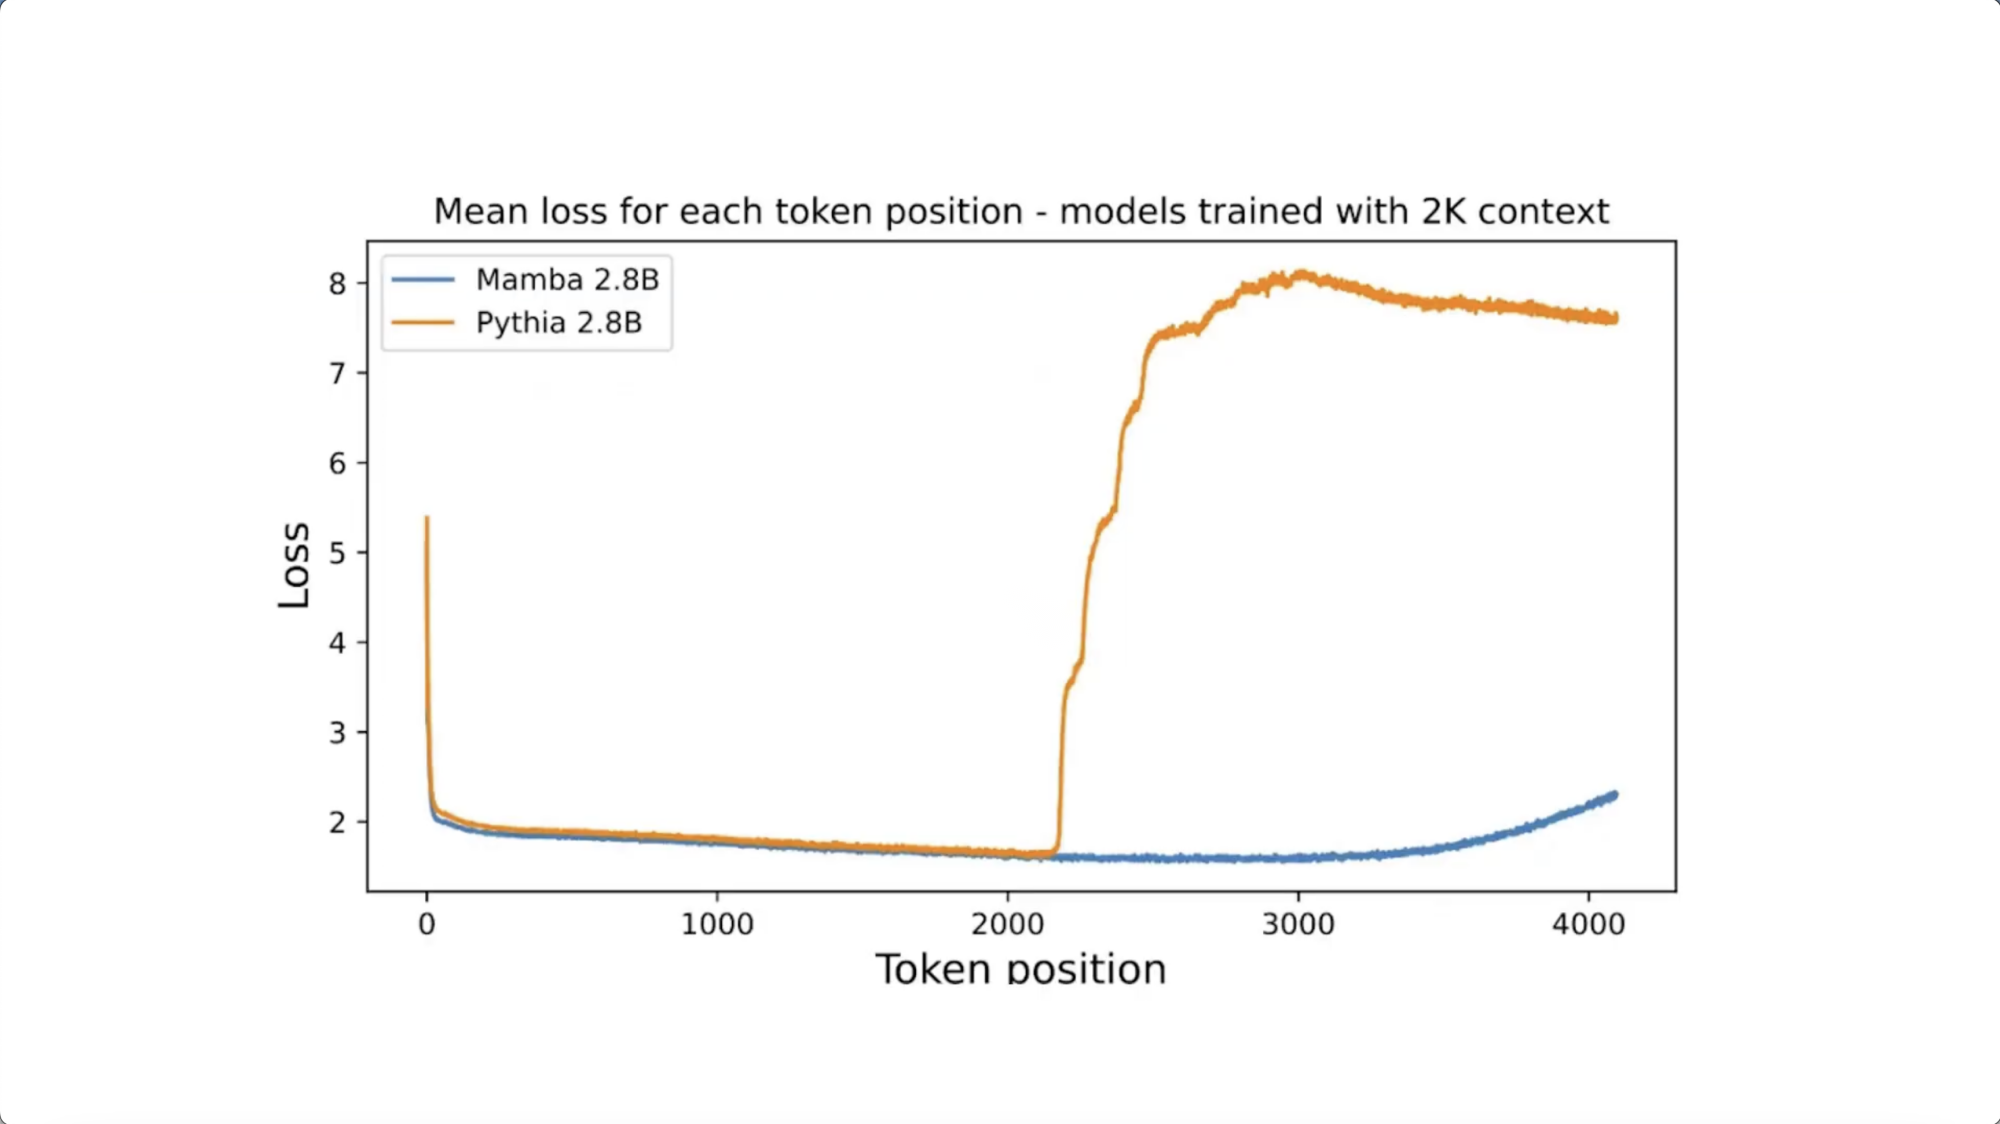 Mean loss for each token position - models trained with 2K context
Mamba 2.8B
Pythia 2.8B
8
7
6
5
4
3
2
Loss
0 1000 2000 3000 4000
Token position